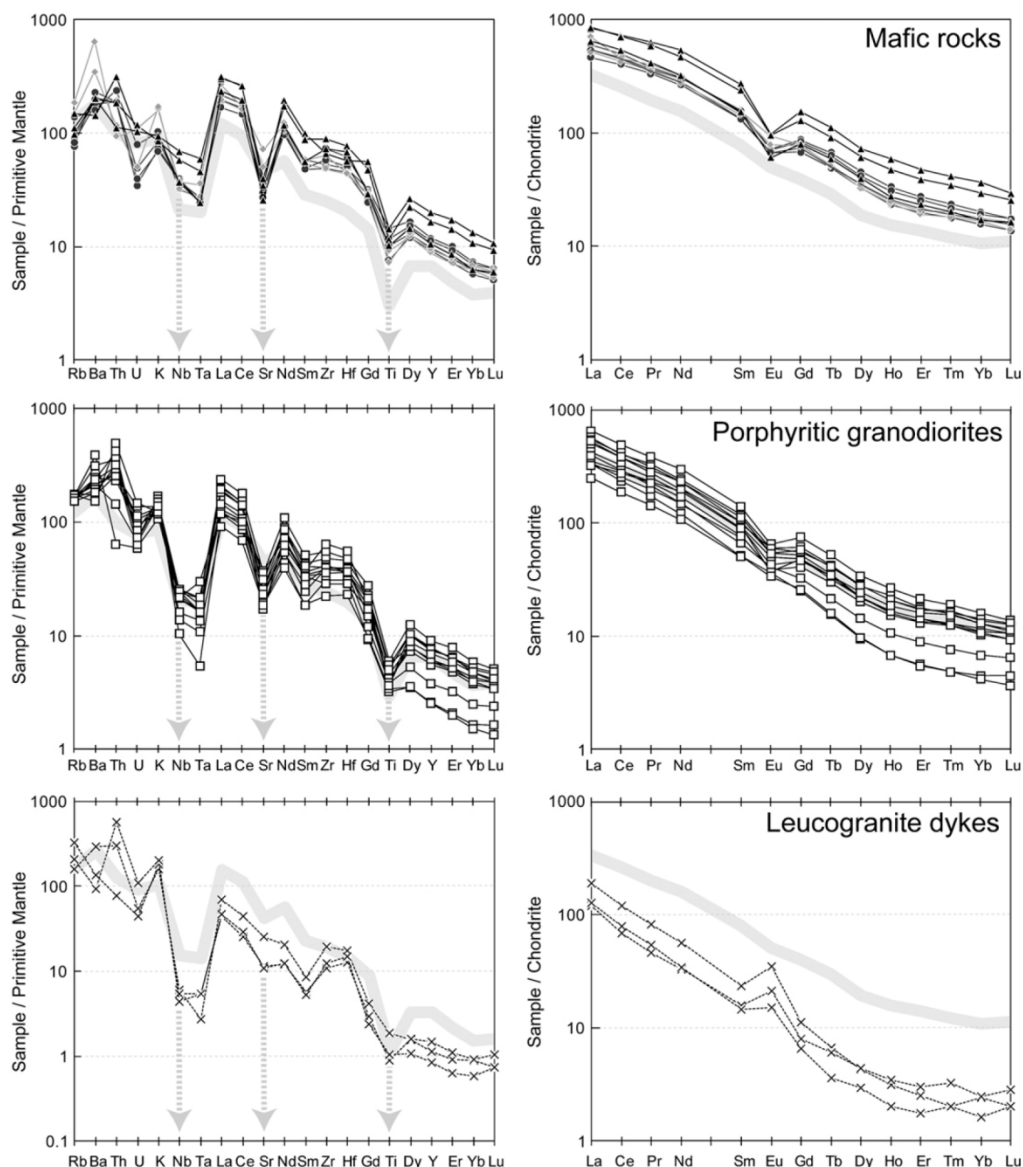 1000
100
10
1
Sample / Primitive Mantle
Rb Ba Th U K Nb Ta La Ce Sr Nd Sm Zr Hf Gd Ti Dy Y Er Yb Lu
Mafic rocks
1000
100
10
1
Sample / Chondrite
La Ce Pr Nd Sm Eu Gd Tb Dy Ho Er Tm Yb Lu
1000
100
10
1
Sample / Primitive Mantle
Rb Ba Th U K Nb Ta La Ce Sr Nd Sm Zr Hf Gd Ti Dy Y Er Yb Lu
Porphyritic granodiorites
1000
100
10
1
Sample / Chondrite
La Ce Pr Nd Sm Eu Gd Tb Dy Ho Er Tm Yb Lu
1000
100
10
1
0.1
Sample / Primitive Mantle
Rb Ba Th U K Nb Ta La Ce Sr Nd Sm Zr Hf Gd Ti Dy Y Er Yb Lu
Leucogranite dykes
1000
100
10
1
Sample / Chondrite
La Ce Pr Nd Sm Eu Gd Tb Dy Ho Er Tm Yb Lu